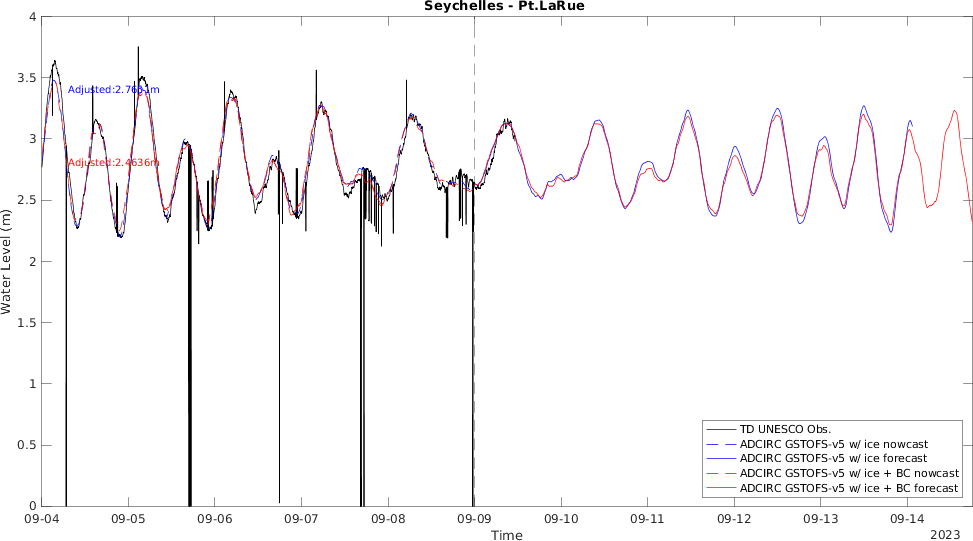 Seychelles - Pt.LaRue
4
3.5
3
2.5
2
1.5
1
0.5
0
Water Level (m)
Adjusted:2.4636m
TD UNESCO Obs.
ADCIRC GSTOFS-v5 w/ ice nowcast
ADCIRC GSTOFS-v5 w/ ice forecast
ADCIRC GSTOFS-v5 w/ ice + BC nowcast
ADCIRC GSTOFS-v5 w/ ice + BC forecast
09-04 09-05 09-06 09-07 09-08 09-09 09-10 09-11 09-12 09-13 09-14
Time
2023